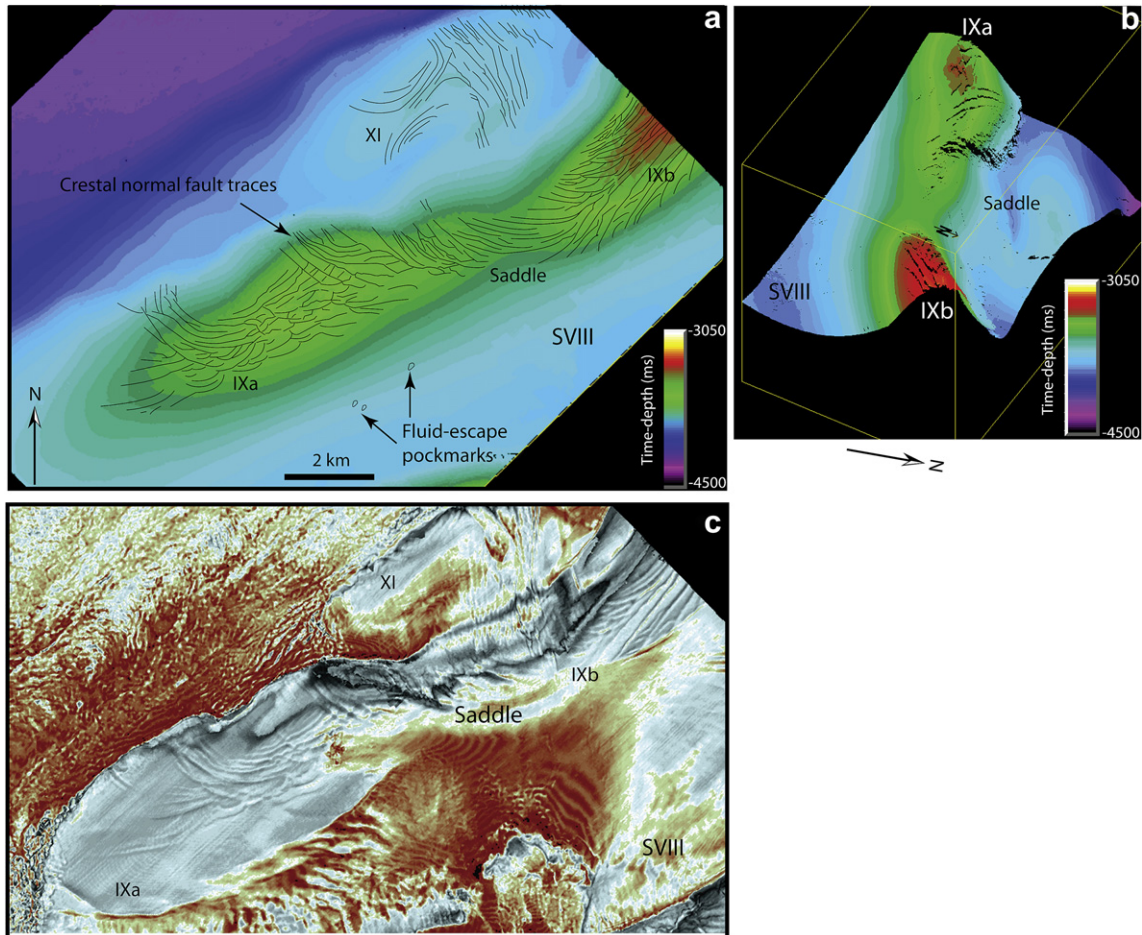 a
XI
Crestal normal fault traces
IXb
Saddle
SVIII
IXa
N
Fluid-escape
pockmarks
2 km
Time-depth (ms)
-3050
-4500
b
IXa
Saddle
SVIII
IXb
Time-depth (ms)
-3050
-4500
N
c
XI
IXb
Saddle
SVIII
IXa